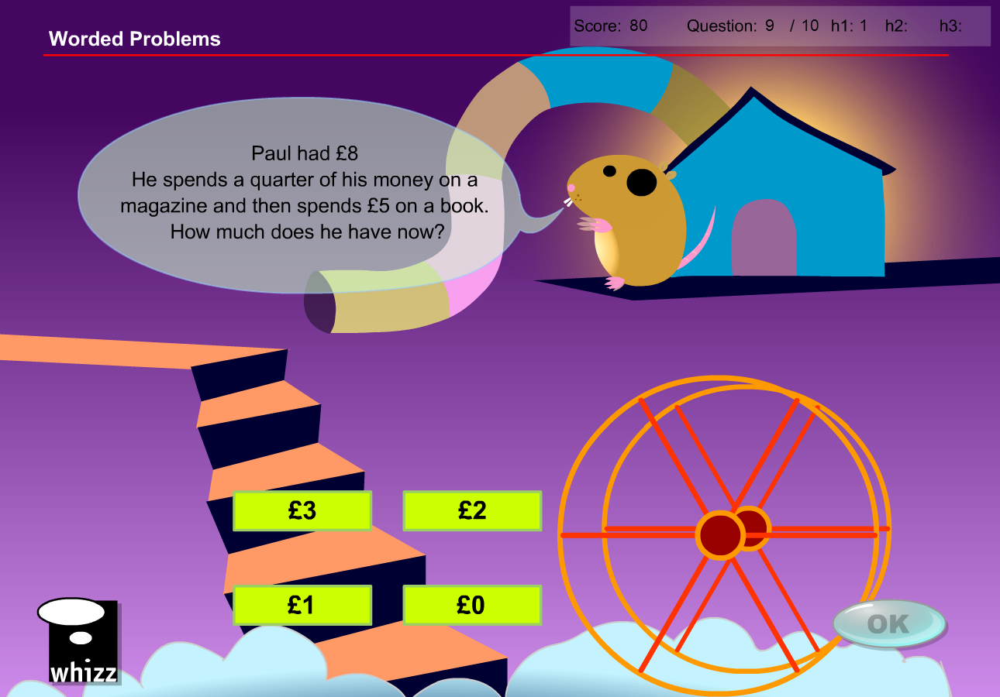 Worded Problems
Score: 80 Question: 9 / 10 h1: 1 h2: h3:
Paul had £8
He spends a quarter of his money on a
magazine and then spends £5 on a book.
How much does he have now?
£3 £2
£1 £0
OK
whizz